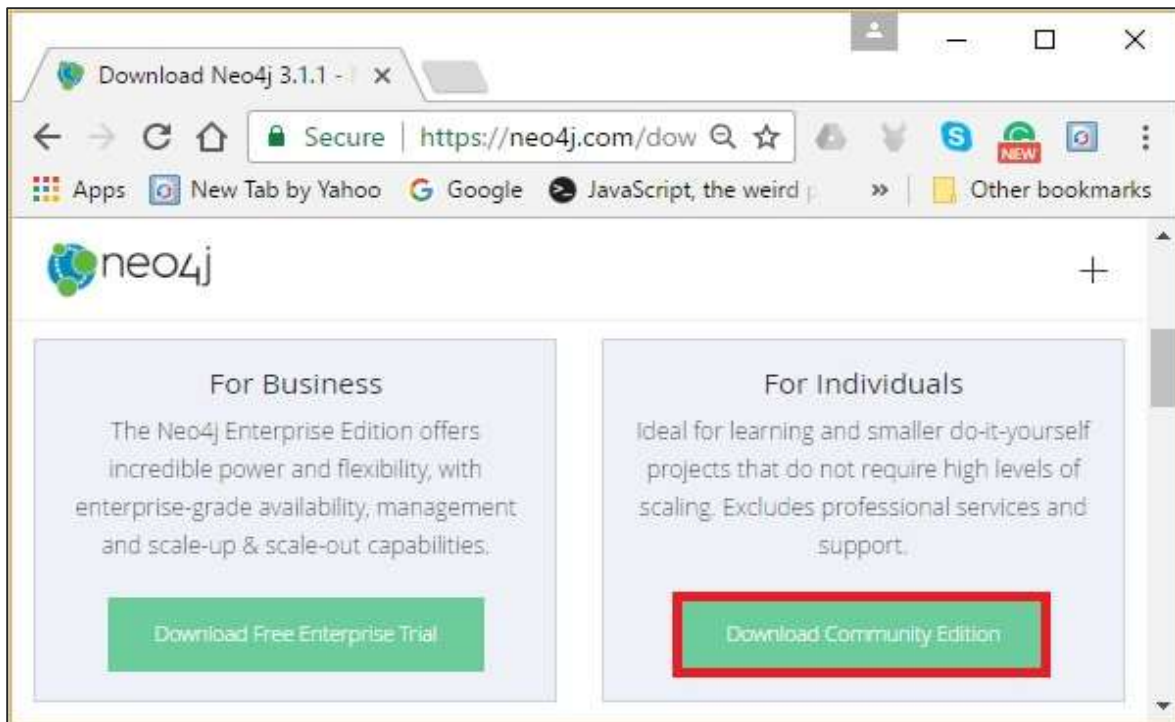 Download Neo4j 3.1.1 -
Secure | https://neo4j.com/dow
NEW
Apps New Tab by Yahoo G Google JavaScript, the weird » Other bookmarks
neo4j
For Business
The Neo4j Enterprise Edition offers
incredible power and flexibility, with
enterprise-grade availability, management
and scale-up & scale-out capabilities.
Download Free Enterprise Trial
For Individuals
Ideal for learning and smaller do-it-yourself
projects that do not require high levels of
scaling. Excludes professional services and
support.
Download Community Edition